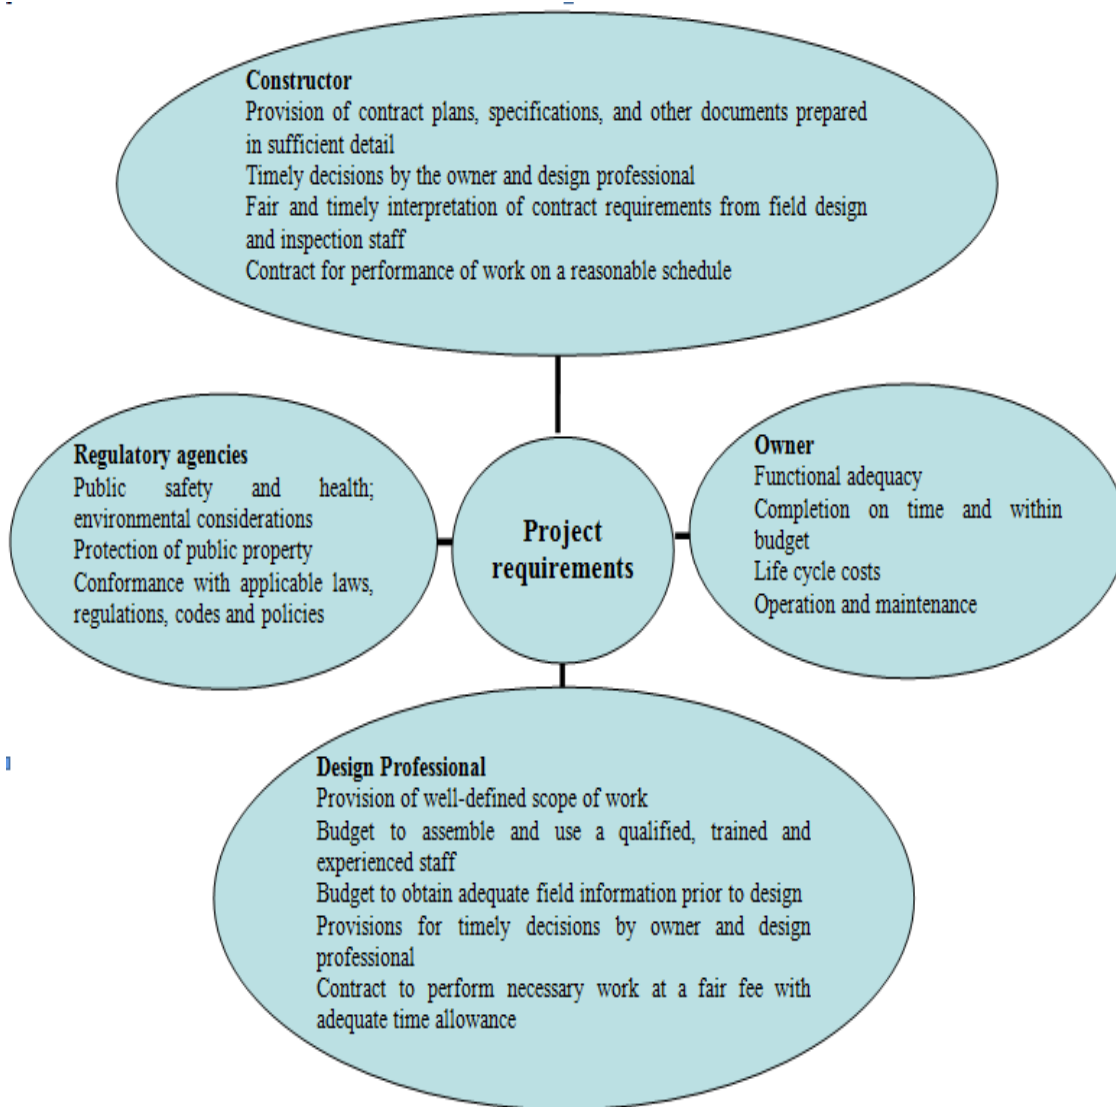 Constructor
Provision of contract plans, specifications, and other documents prepared
in sufficient detail
Timely decisions by the owner and design professional
Fair and timely interpretation of contract requirements from field design
and inspection staff
Contract for performance of work on a reasonable schedule
Regulatory agencies
Public safety and health;
environmental considerations
Protection of public property
Conformance with applicable laws,
regulations, codes and policies
Project
requirements
Owner
Functional adequacy
Completion on time and within
budget
Life cycle costs
Operation and maintenance
Design Professional
Provision of well-defined scope of work
Budget to assemble and use a qualified, trained and
experienced staff
Budget to obtain adequate field information prior to design
Provisions for timely decisions by owner and design
professional
Contract to perform necessary work at a fair fee with
adequate time allowance